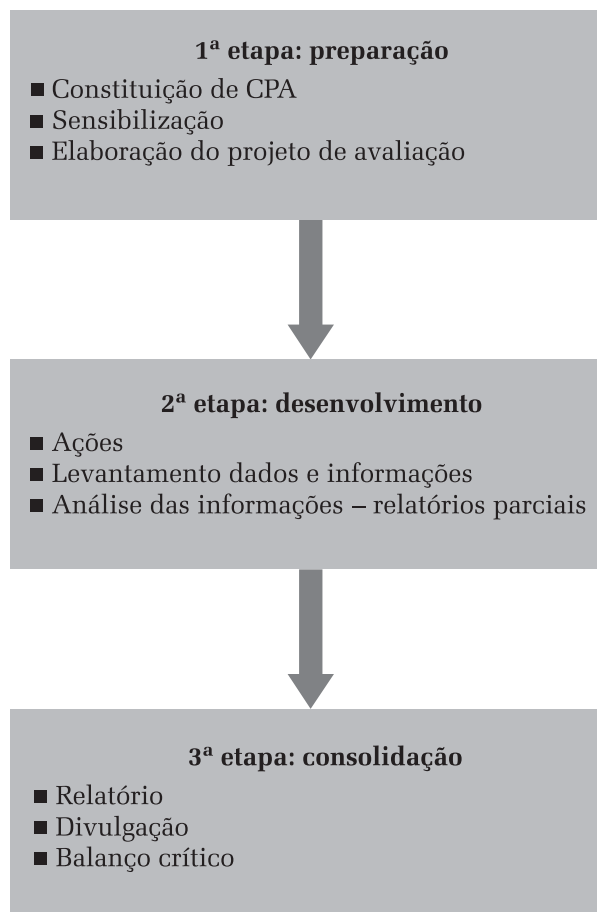 1ª etapa: preparação
■ Constituição de CPA
■ Sensibilização
■ Elaboração do projeto de avaliação
2ª etapa: desenvolvimento
■ Ações
■ Levantamento dados e informações
■ Análise das informações – relatórios parciais
3ª etapa: consolidação
■ Relatório
■ Divulgação
■ Balanço crítico